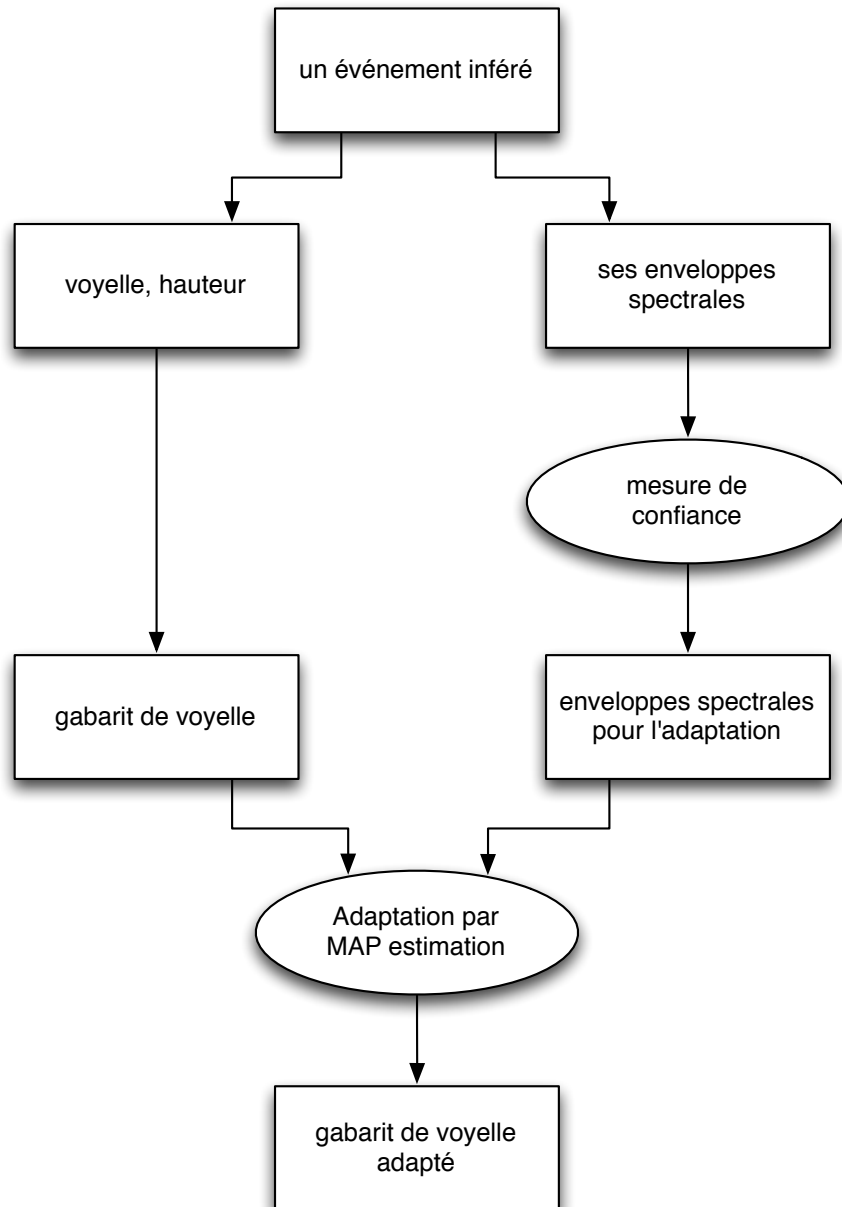 un événement inféré
voyelle, hauteur
ses enveloppes
spectrales
mesure de
confiance
gabarit de voyelle
enveloppes spectrales
pour l'adaptation
Adaptation par
MAP estimation
gabarit de voyelle
adapté